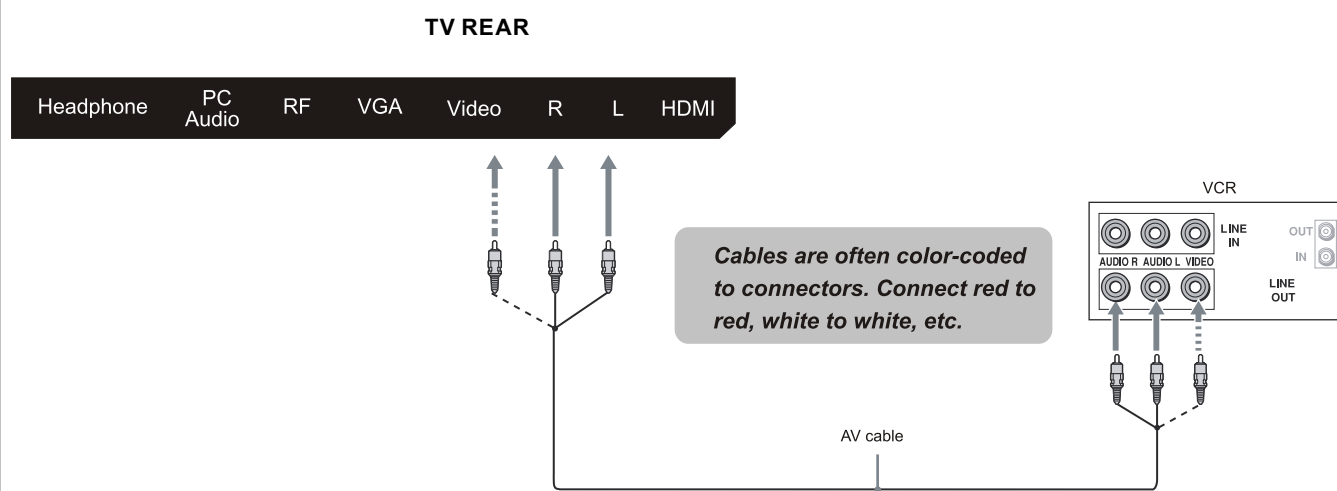 TV REAR
Headphone
PC
Audio
RF
VGA
Video
R
L
HDMI
Cables are often color-coded
to connectors. Connect red to
red, white to white, etc.
VCR
LINE
IN
OUT
IN
AUDIO R AUDIO L VIDEO
LINE
OUT
AV cable